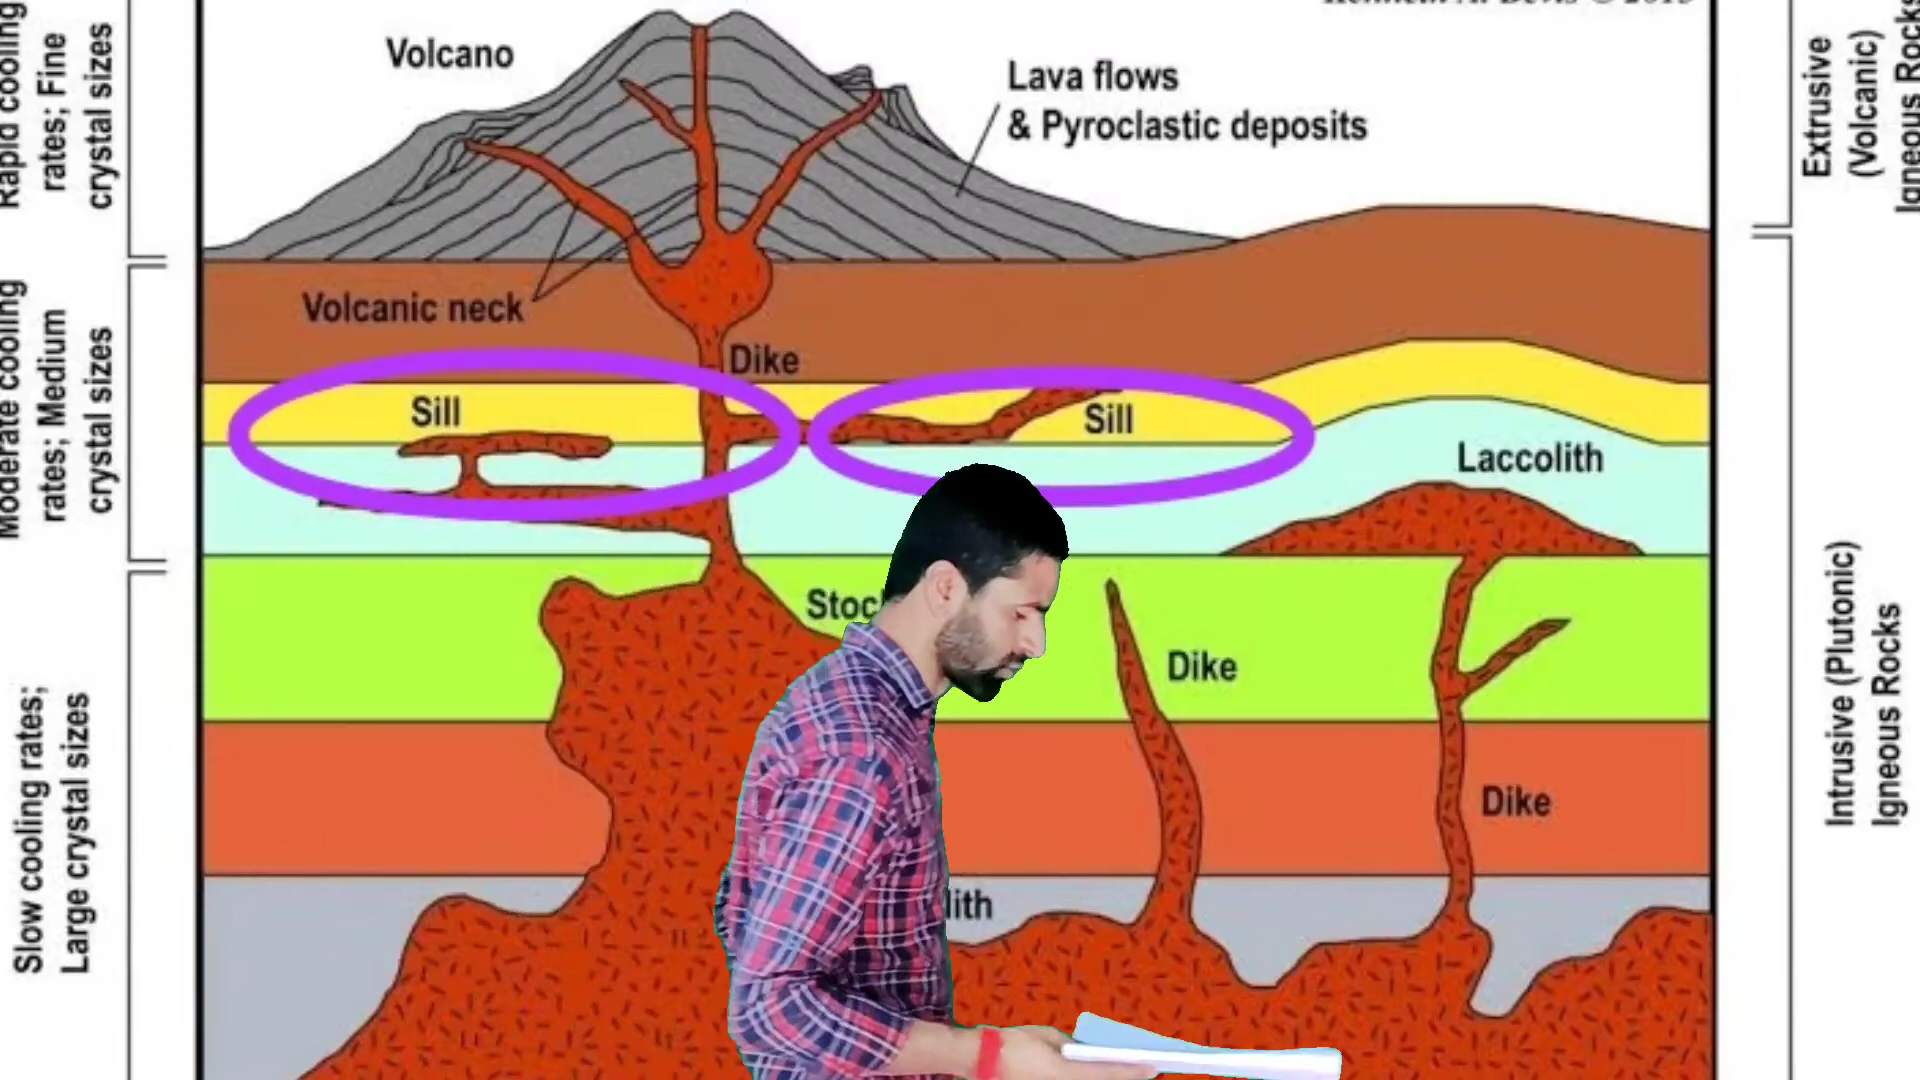 Volcano
Lava flows
& Pyroclastic deposits
Volcanic neck
Dike
Sill
Sill
Laccolith
Dike
Dike
Rapid cooling
rates; Fine
crystal sizes
Moderate cooling
rates; Medium
crystal sizes
Slow cooling rates;
Large crystal sizes
Extrusive
(Volcanic)
Igneous Rocks
Intrusive (Plutonic)
Igneous Rocks